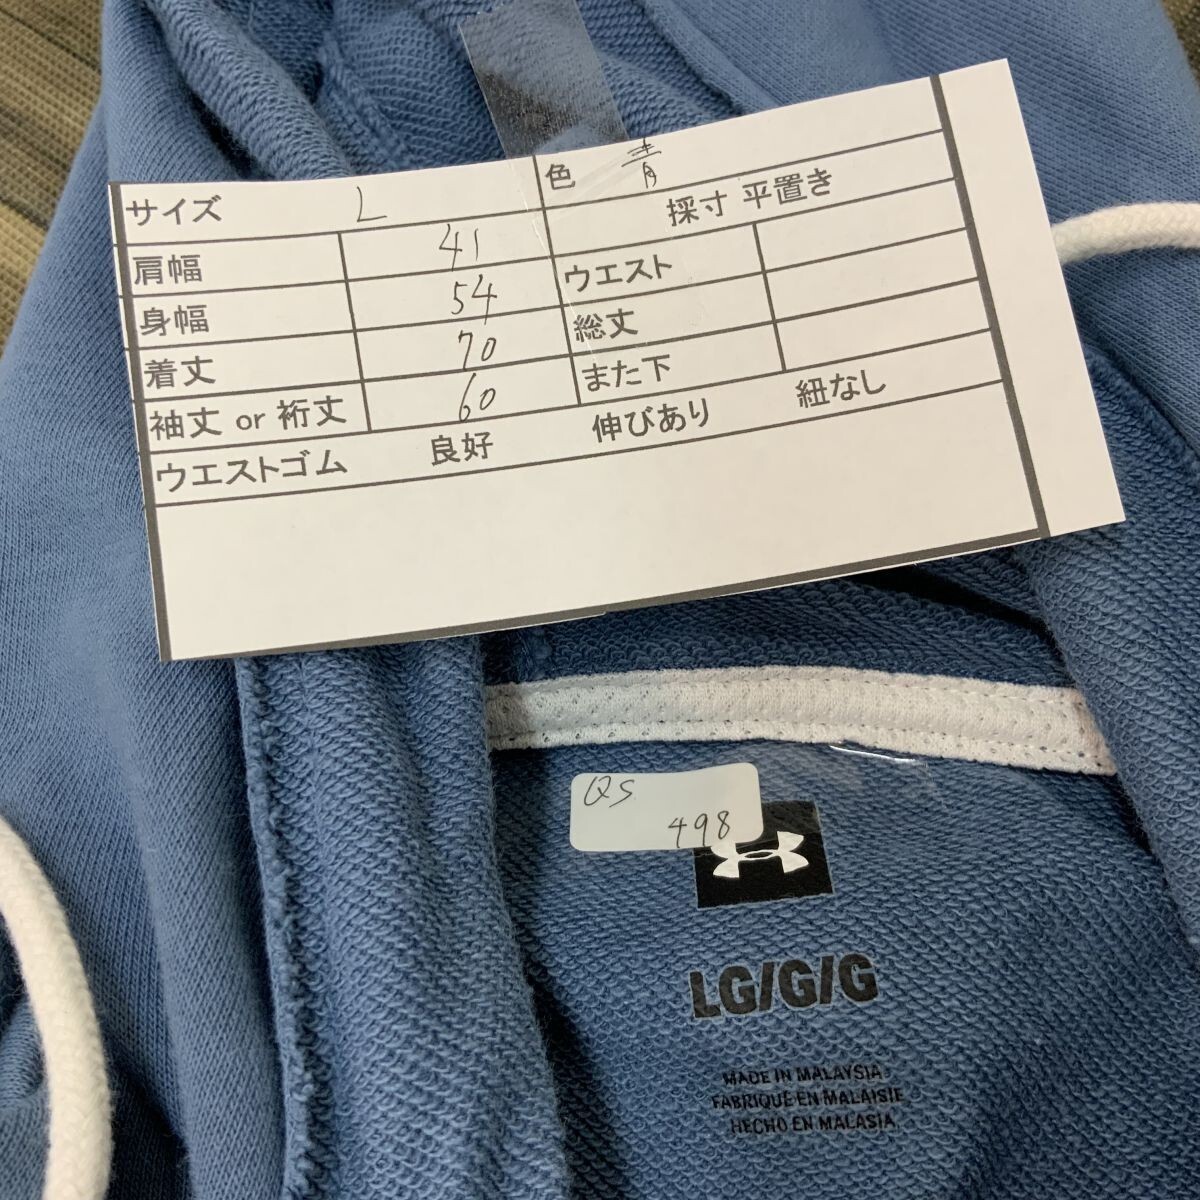 サイズ L 色 青
肩幅 41 採寸 平置き
身幅 54 ウエスト
着丈 70 総丈
袖丈 or 裄丈 60 また下
ウエストゴム 良好 伸びあり 紐なし
QS
498
LG/G/G
MADE IN MALAYSIA
FABRIQUE EN MALAISIE
HECHO EN MALASIA